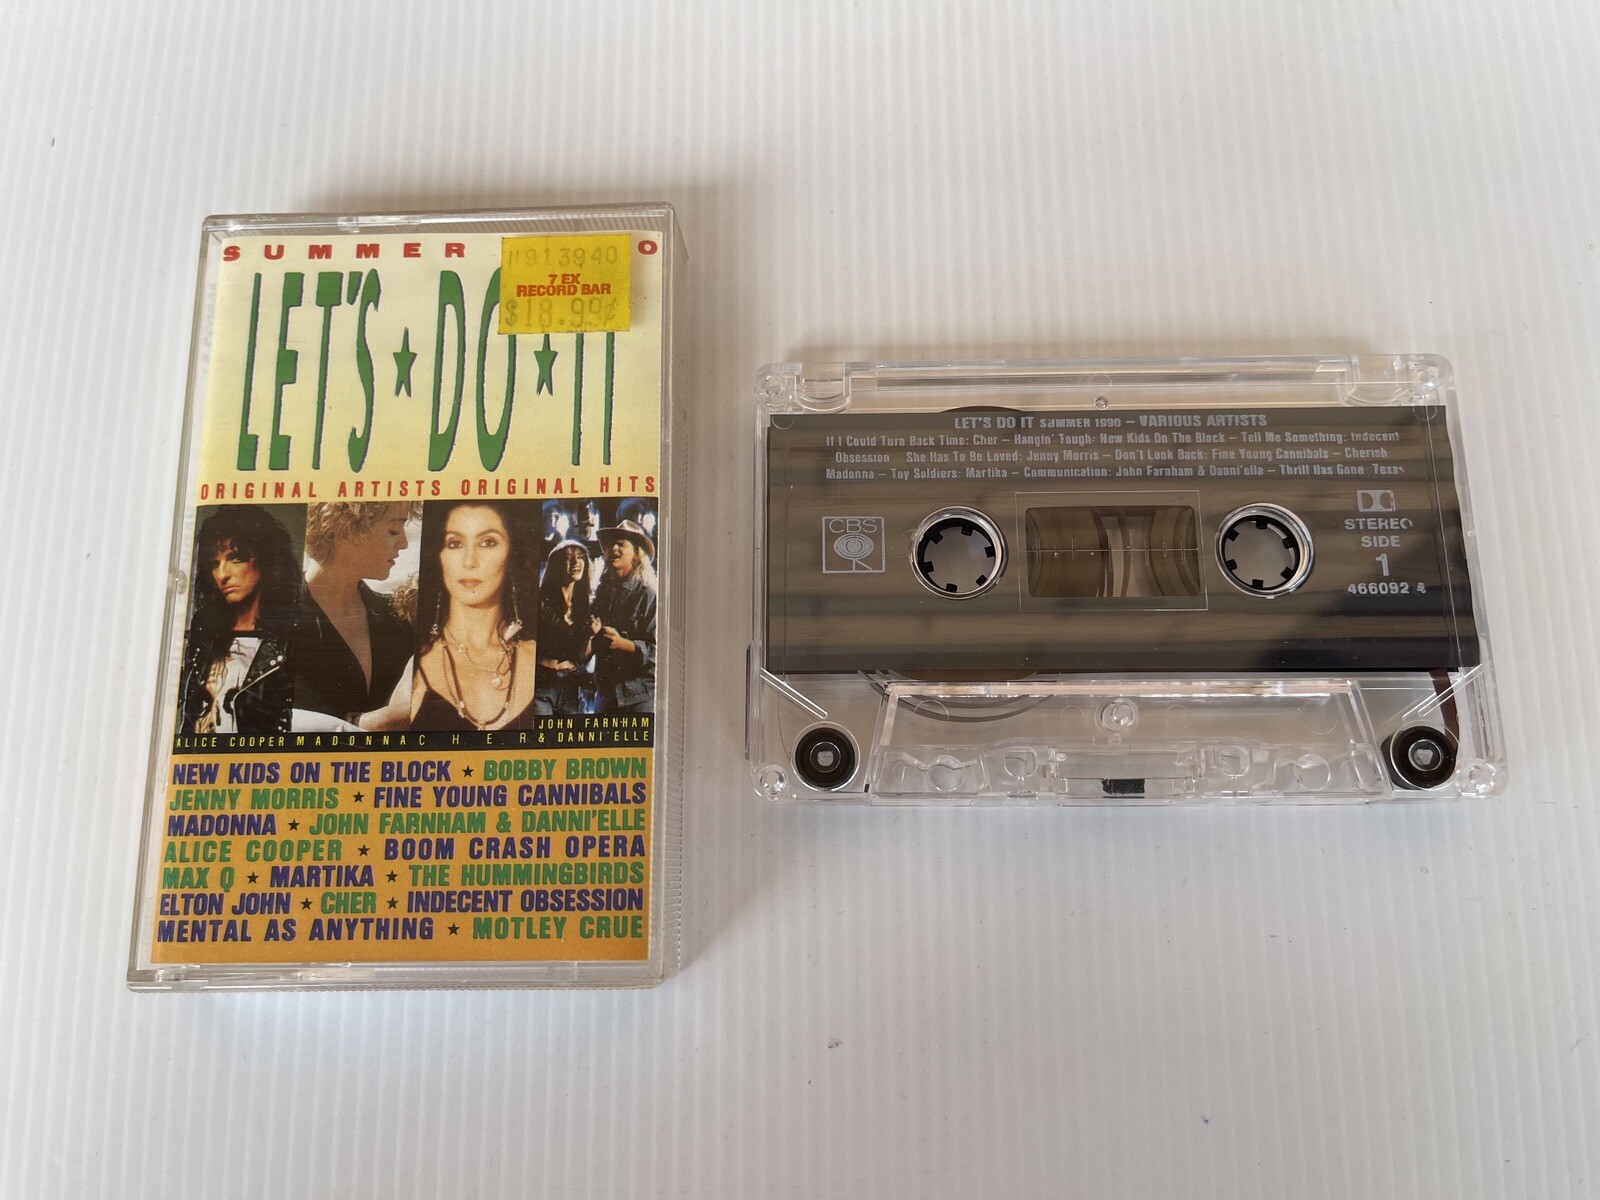 SUMMER O
11913940
7 EX
RECORD BAR
$18.99¢
LET'S ★ DO ★ IT
ORIGINAL ARTISTS ORIGINAL HITS
ALICE COOPER MADONNA CHER JOHN FARNHAM
& DANNI'ELLE
NEW KIDS ON THE BLOCK ★ BOBBY BROWN
JENNY MORRIS ★ FINE YOUNG CANNIBALS
MADONNA ★ JOHN FARNHAM & DANNI'ELLE
ALICE COOPER ★ BOOM CRASH OPERA
MAX Q ★ MARTIKA ★ THE HUMMINGBIRDS
ELTON JOHN ★ CHER ★ INDECENT OBSESSION
MENTAL AS ANYTHING ★ MOTLEY CRUE
LET'S DO IT SUMMER 1990 – VARIOUS ARTISTS
If I Could Turn Back Time: Cher – Hangin' Tough: New Kids On The Block – Tell Me Something: Indecent
Obsession She Has To Be Loved: Jenny Morris – Don't Look Back: Fine Young Cannibals – Cherish:
Madonna – Toy Soldiers: Martika – Communication: John Farnham & Danni'elle – Thrill Has Gone: Texas
CBS
STEREO
SIDE
1
466092 4